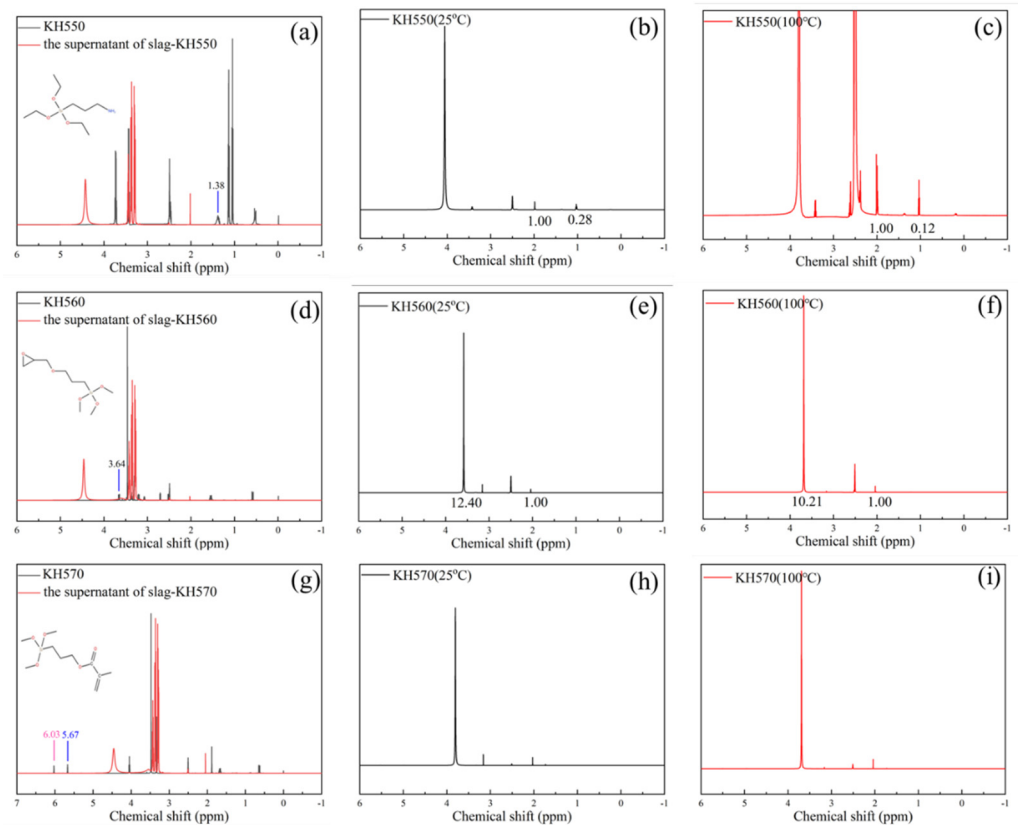 KH550
the supernatant of slag-KH550
(a)
1.38
6 5 4 3 2 1 0 -1
Chemical shift (ppm)
KH550(25°C)
(b)
1.00 0.28
6 5 4 3 2 1 0 -1
Chemical shift (ppm)
KH550(100°C)
(c)
1.00 0.12
6 5 4 3 2 1 0 -1
Chemical shift (ppm)
KH560
the supernatant of slag-KH560
(d)
3.64
6 5 4 3 2 1 0 -1
Chemical shift (ppm)
KH560(25°C)
(e)
12.40 1.00
6 5 4 3 2 1 0 -1
Chemical shift (ppm)
KH560(100°C)
(f)
10.21 1.00
6 5 4 3 2 1 0 -1
Chemical shift (ppm)
KH570
the supernatant of slag-KH570
(g)
6.03 5.67
7 6 5 4 3 2 1 0 -1
Chemical shift (ppm)
KH570(25°C)
(h)
6 5 4 3 2 1 0 -1
Chemical shift (ppm)
KH570(100°C)
(i)
6 5 4 3 2 1 0 -1
Chemical shift (ppm)